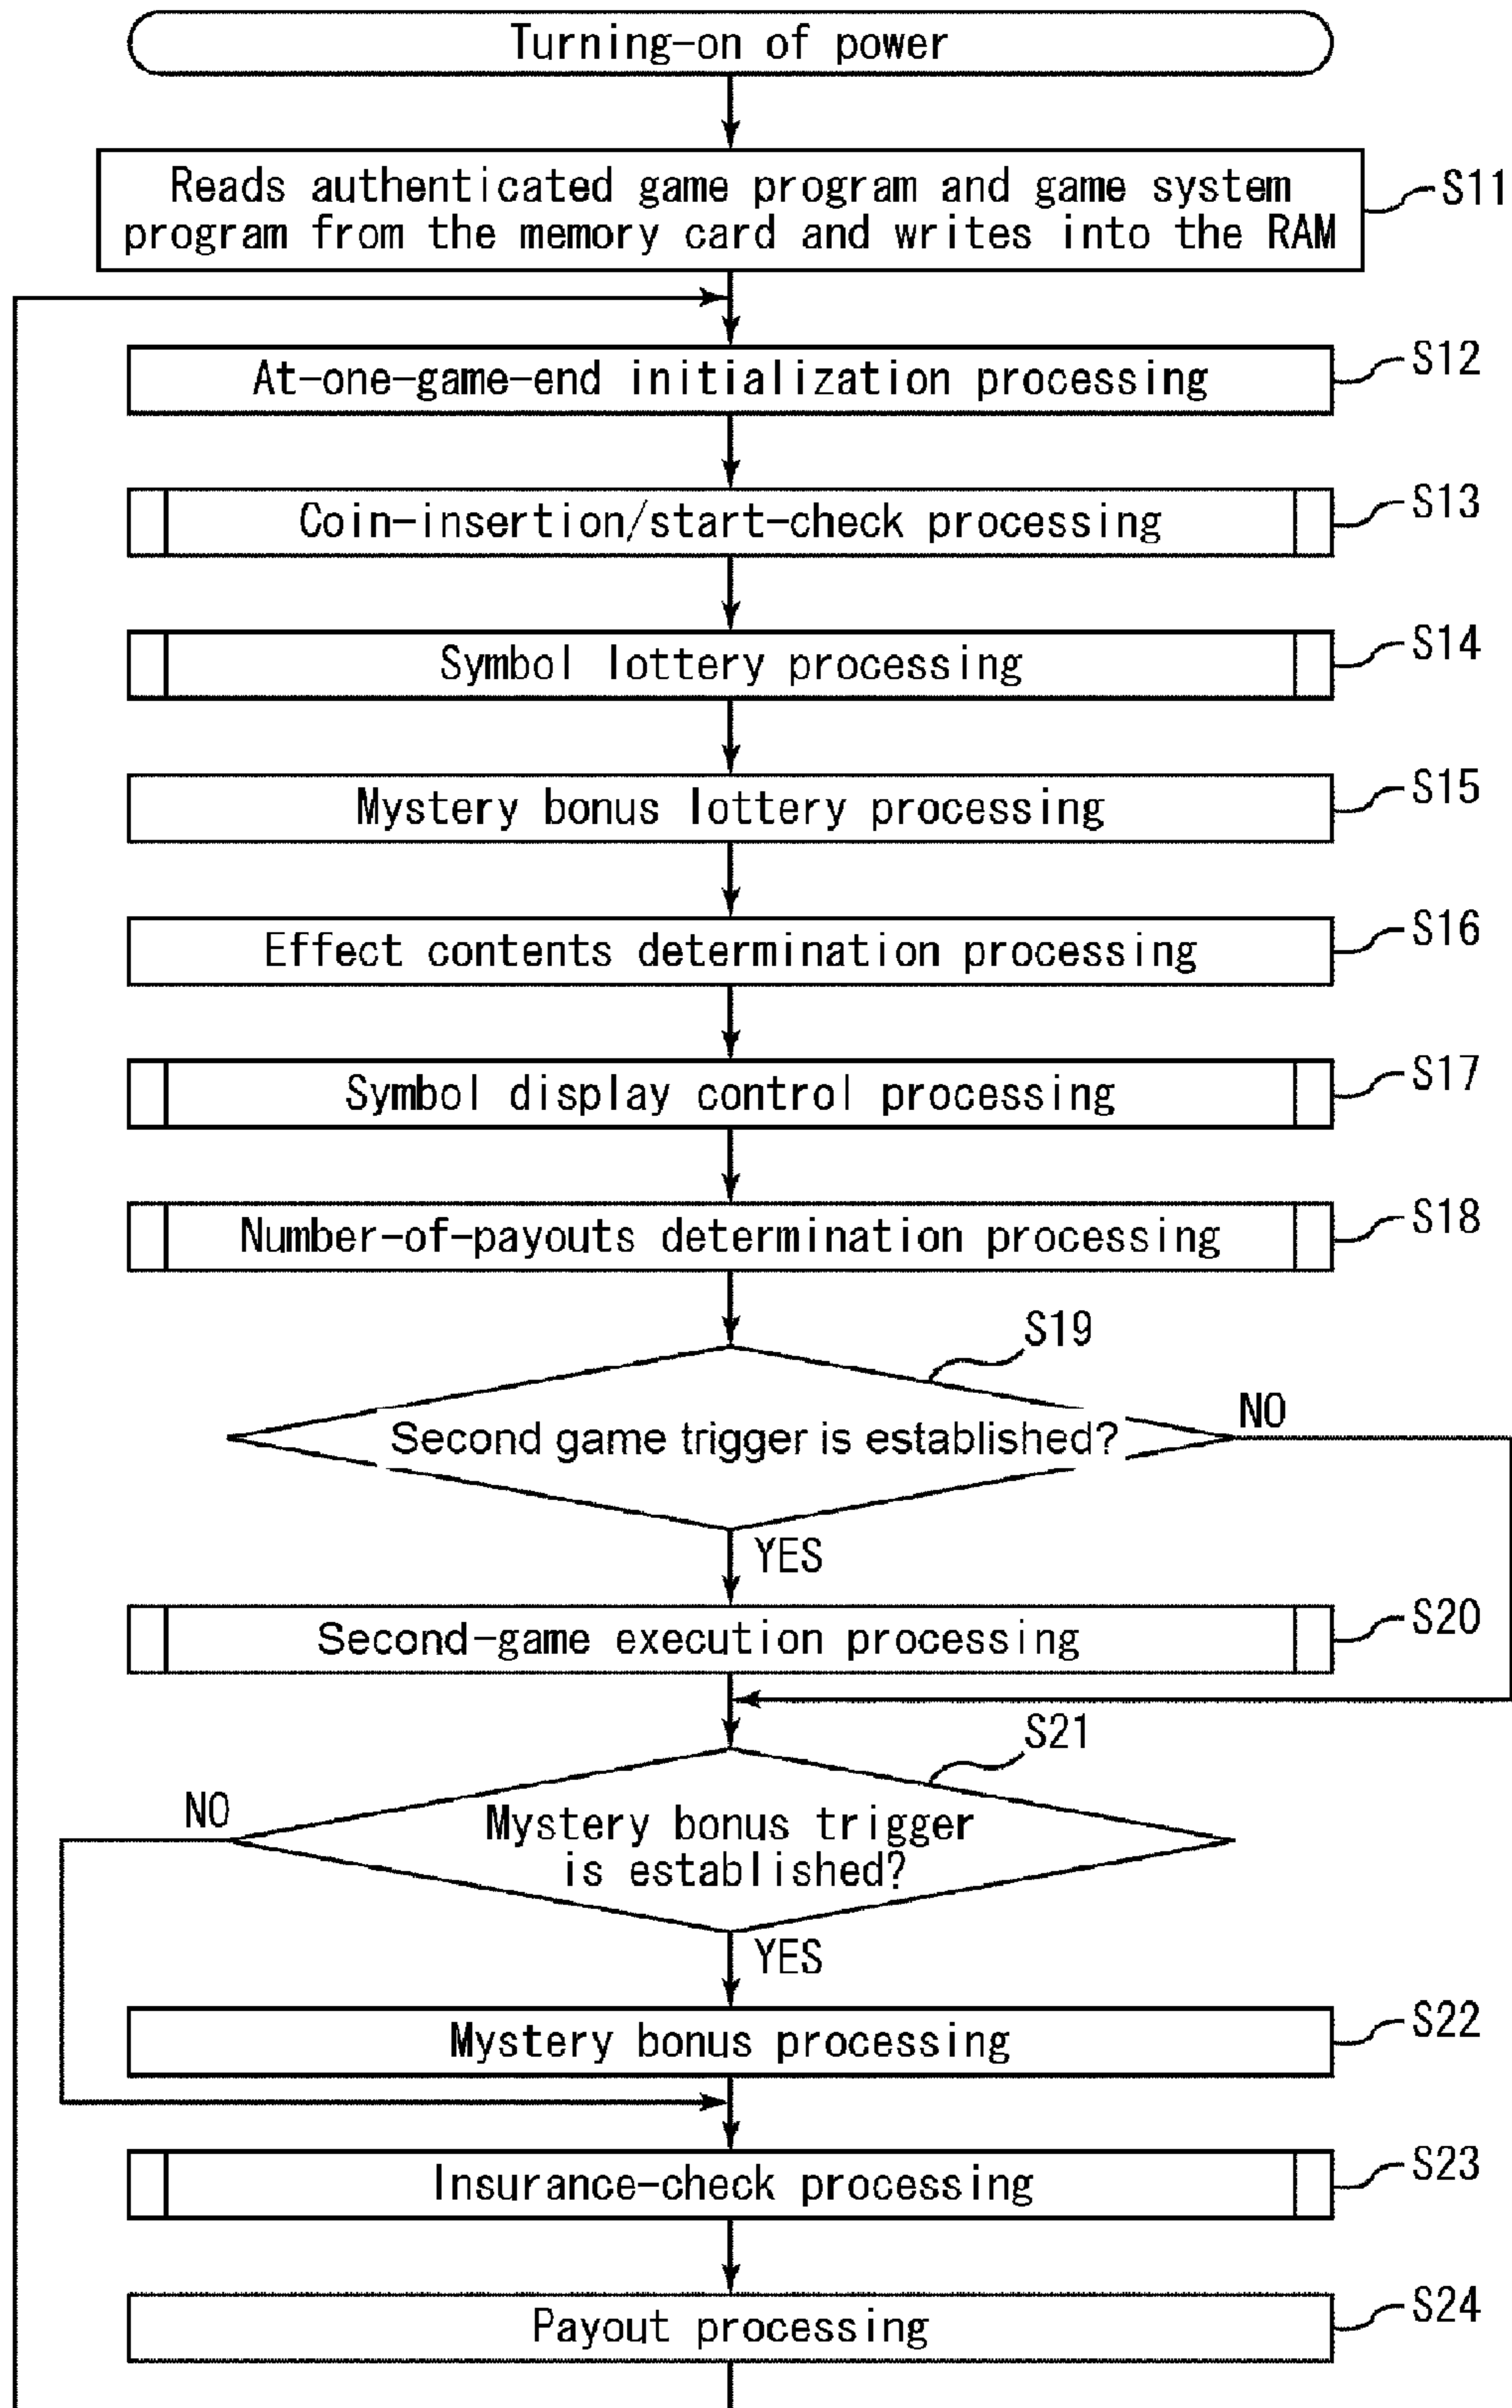 Turning-on of power
Reads authenticated game program and game system
program from the memory card and writes into the RAM
S11
At-one-game-end initialization processing
S12
Coin-insertion/start-check processing
S13
Symbol lottery processing
S14
Mystery bonus lottery processing
S15
Effect contents determination processing
S16
Symbol display control processing
S17
Number-of-payouts determination processing
S18
S19
Second game trigger is established?
NO
YES
Second-game execution processing
S20
S21
NO
Mystery bonus trigger
is established?
YES
Mystery bonus processing
S22
Insurance-check processing
S23
Payout processing
S24